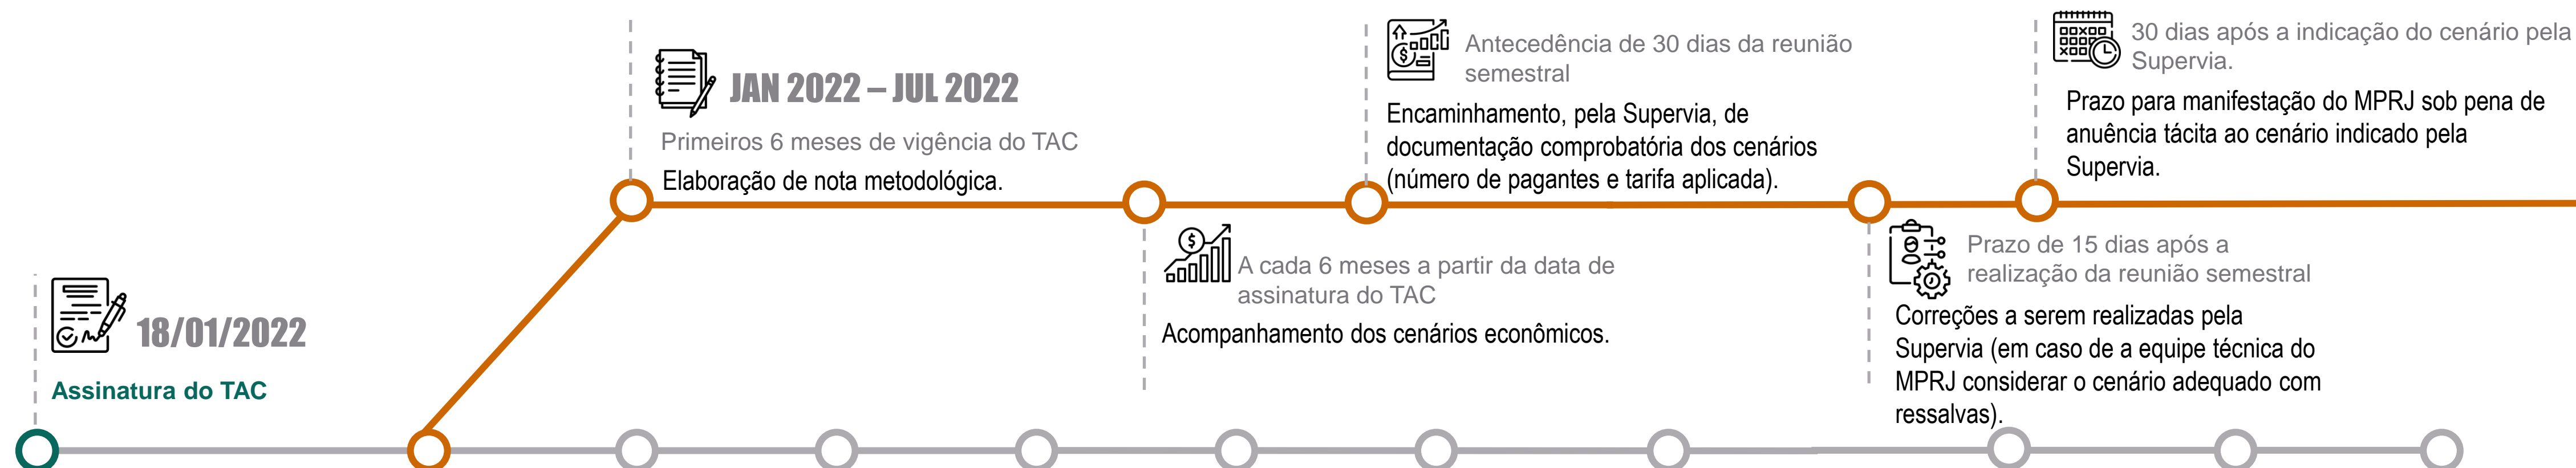 18/01/2022
Assinatura do TAC
JAN 2022 – JUL 2022
Primeiros 6 meses de vigência do TAC
Elaboração de nota metodológica.
A cada 6 meses a partir da data de
assinatura do TAC
Acompanhamento dos cenários econômicos.
Antecedência de 30 dias da reunião
semestral
Encaminhamento, pela Supervia, de
documentação comprobatória dos cenários
(número de pagantes e tarifa aplicada).
Prazo de 15 dias após a
realização da reunião semestral
Correções a serem realizadas pela
Supervia (em caso de a equipe técnica do
MPRJ considerar o cenário adequado com
ressalvas).
30 dias após a indicação do cenário pela
Supervia.
Prazo para manifestação do MPRJ sob pena de
anuência tácita ao cenário indicado pela
Supervia.